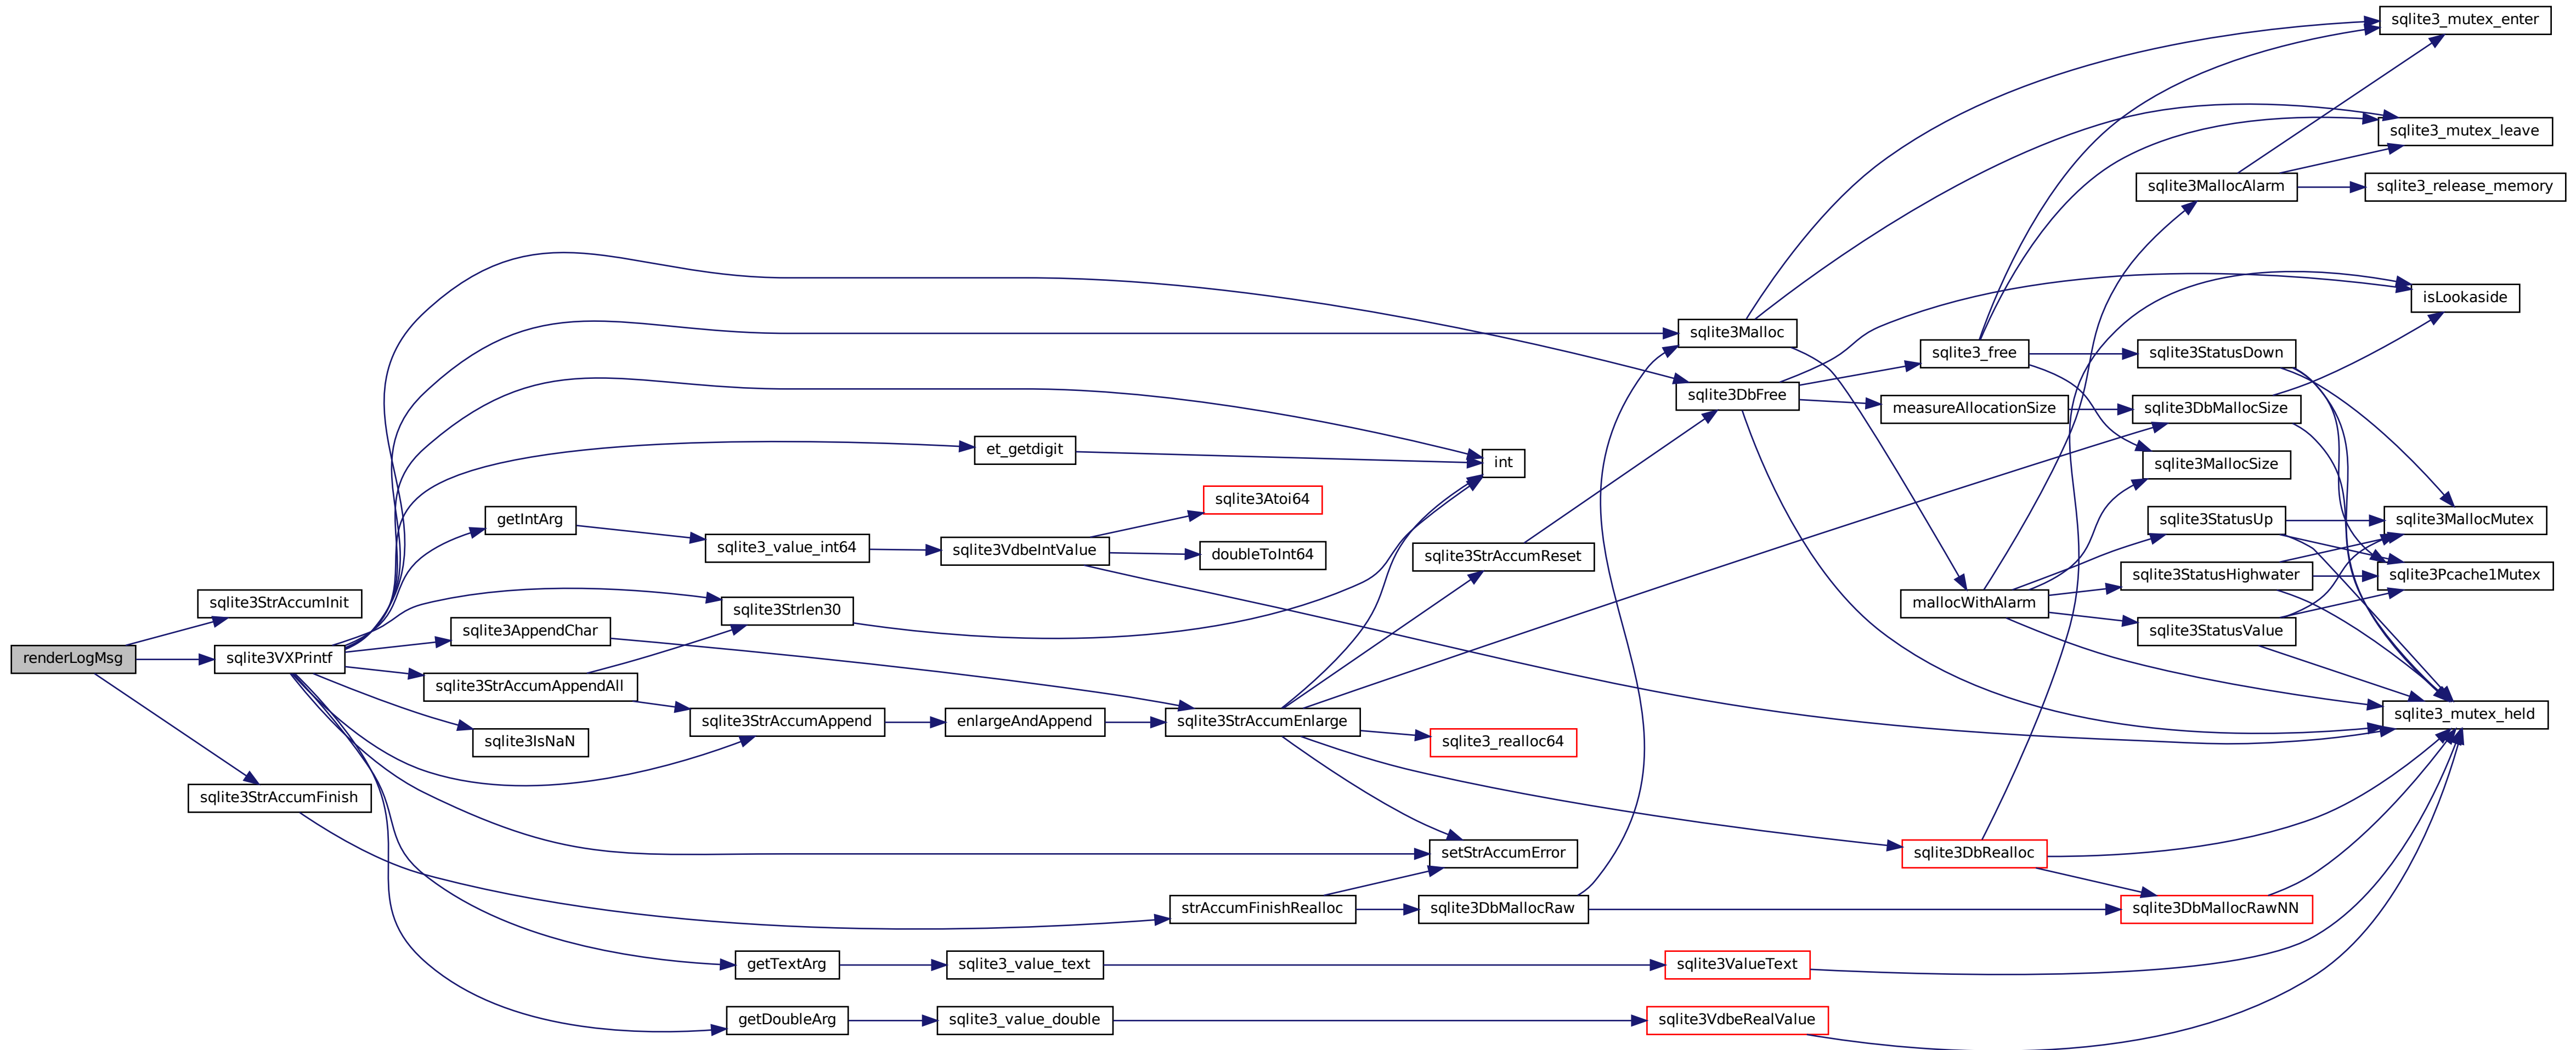 renderLogMsg
sqlite3StrAccumInit
sqlite3VXPrintf
sqlite3StrAccumFinish
getIntArg
sqlite3AppendChar
sqlite3StrAccumAppendAll
sqlite3IsNaN
sqlite3_value_int64
sqlite3Strlen30
sqlite3StrAccumAppend
getTextArg
getDoubleArg
et_getdigit
sqlite3VdbeIntValue
enlargeAndAppend
sqlite3_value_text
sqlite3_value_double
sqlite3Atoi64
doubleToInt64
sqlite3StrAccumEnlarge
strAccumFinishRealloc
int
sqlite3StrAccumReset
sqlite3_realloc64
setStrAccumError
sqlite3DbMallocRaw
sqlite3Malloc
sqlite3DbFree
sqlite3ValueText
sqlite3VdbeRealValue
sqlite3_free
measureAllocationSize
mallocWithAlarm
sqlite3DbRealloc
sqlite3MallocAlarm
sqlite3StatusDown
sqlite3DbMallocSize
sqlite3MallocSize
sqlite3StatusUp
sqlite3StatusHighwater
sqlite3StatusValue
sqlite3DbMallocRawNN
sqlite3_mutex_enter
sqlite3_mutex_leave
sqlite3_release_memory
isLookaside
sqlite3MallocMutex
sqlite3Pcache1Mutex
sqlite3_mutex_held